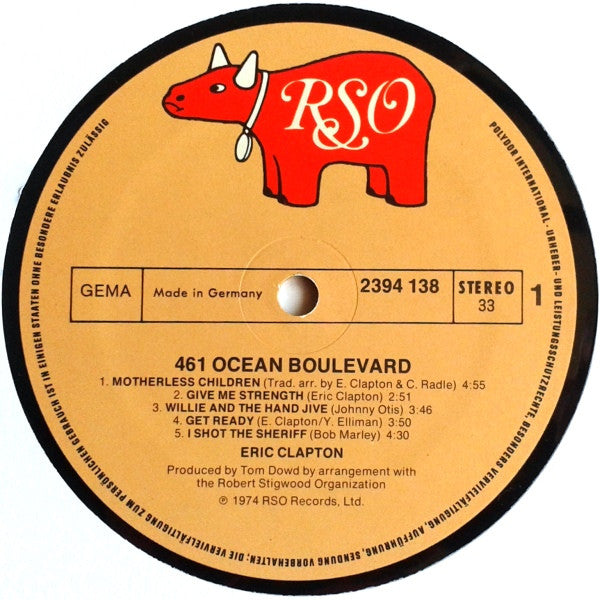 RSO
GEMA
Made in Germany
2394 138
STEREO
33
1
461 OCEAN BOULEVARD
1. MOTHERLESS CHILDREN (Trad. arr. by E. Clapton & C. Radle) 4:55
2. GIVE ME STRENGTH (Eric Clapton) 2:51
3. WILLIE AND THE HAND JIVE (Johnny Otis) 3:46
4. GET READY (E. Clapton/Y. Elliman) 3:50
5. I SHOT THE SHERIFF (Bob Marley) 4:30
ERIC CLAPTON
Produced by Tom Dowd by arrangement with
the Robert Stigwood Organization
℗ 1974 RSO Records, Ltd.
POLYDOR INTERNATIONAL · URHEBER- UND LEISTUNGSSCHUTZRECHTE, BESONDERS VERVIELFÄLTIGUNG, AUFFÜHRUNG, SENDUNG VORBEHALTEN; DIE VERVIELFÄLTIGUNG ZUM PERSÖNLICHEN GEBRAUCH IST IN EINIGEN STAATEN OHNE BESONDERE ERLAUBNIS ZULÄSSIG